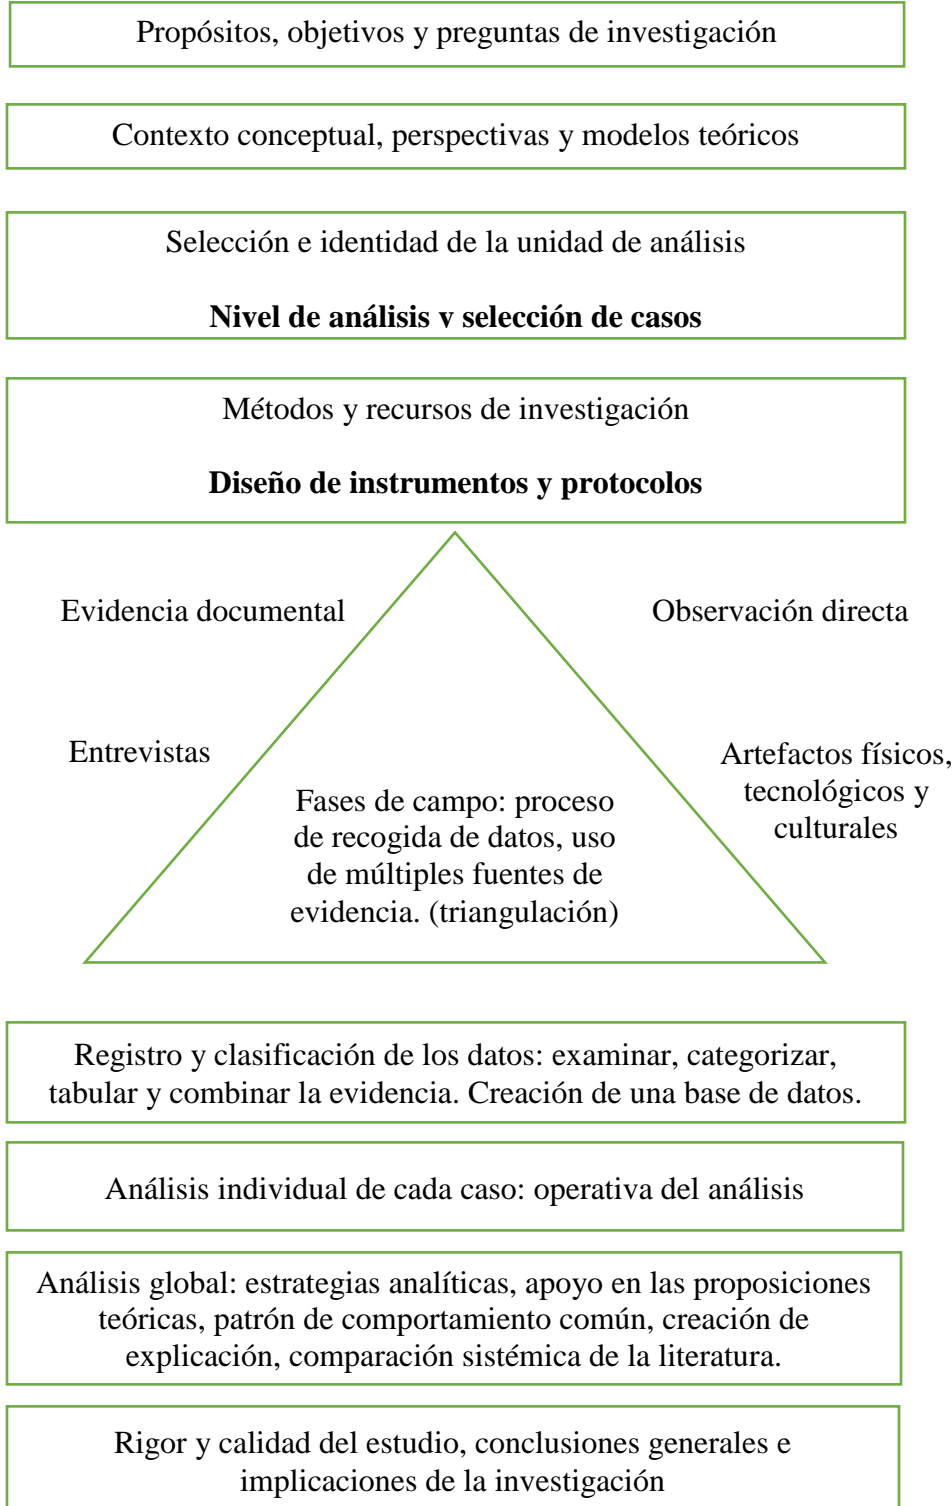 Propósitos, objetivos y preguntas de investigación
Contexto conceptual, perspectivas y modelos teóricos
Selección e identidad de la unidad de análisis
Nivel de análisis y selección de casos
Métodos y recursos de investigación
Diseño de instrumentos y protocolos
Evidencia documental
Observación directa
Entrevistas
Artefactos físicos,
tecnológicos y
culturales
Fases de campo: proceso
de recogida de datos, uso
de múltiples fuentes de
evidencia. (triangulación)
Registro y clasificación de los datos: examinar, categorizar,
tabular y combinar la evidencia. Creación de una base de datos.
Análisis individual de cada caso: operativa del análisis
Análisis global: estrategias analíticas, apoyo en las proposiciones
teóricas, patrón de comportamiento común, creación de
explicación, comparación sistémica de la literatura.
Rigor y calidad del estudio, conclusiones generales e
implicaciones de la investigación